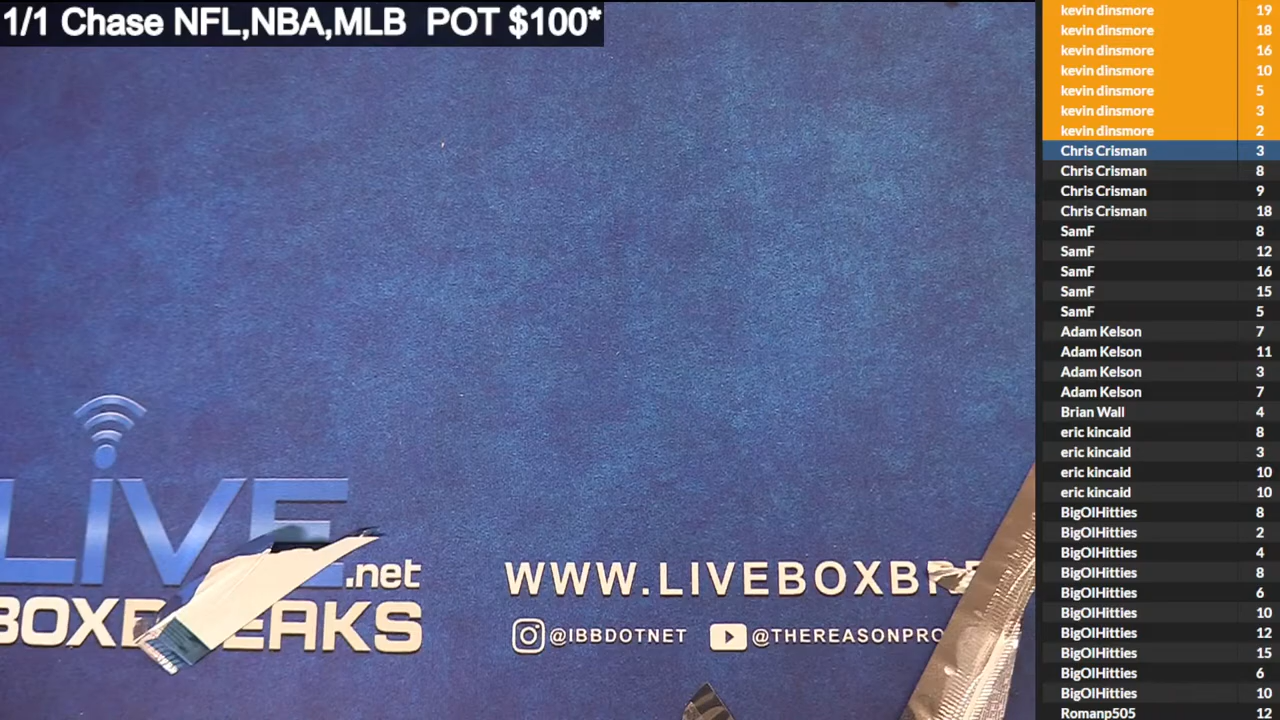 1/1 Chase NFL,NBA,MLB POT $100*
kevin dinsmore 19
kevin dinsmore 18
kevin dinsmore 16
kevin dinsmore 10
kevin dinsmore 5
kevin dinsmore 3
kevin dinsmore 2
Chris Crisman 3
Chris Crisman 8
Chris Crisman 9
Chris Crisman 18
SamF 8
SamF 12
SamF 16
SamF 15
SamF 5
Adam Kelson 7
Adam Kelson 11
Adam Kelson 3
Adam Kelson 7
Brian Wall 4
eric kincaid 8
eric kincaid 3
eric kincaid 10
eric kincaid 10
BigOlHitties 8
BigOlHitties 2
BigOlHitties 4
BigOlHitties 8
BigOlHitties 6
BigOlHitties 10
BigOlHitties 12
BigOlHitties 15
BigOlHitties 6
BigOlHitties 10
Romanp505 12
LIVE
.net
WWW.LIVEBOXB
@IBBDOTNET @THEREASONPRO